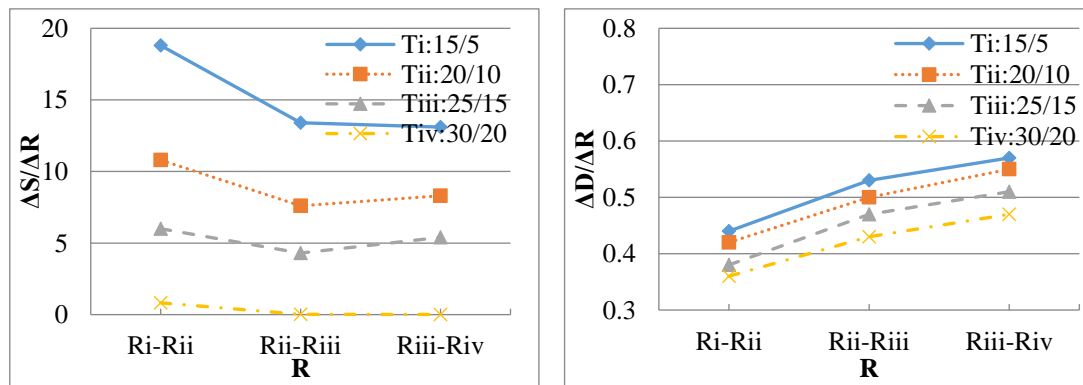 20
15
10
5
0
ΔS/ΔR
Ti:15/5
Tii:20/10
Tiii:25/15
Tiv:30/20
Ri-Rii Rii-Riii Riii-Riv
R
0.8
0.7
0.6
0.5
0.4
0.3
ΔD/ΔR
Ti:15/5
Tii:20/10
Tiii:25/15
Tiv:30/20
Ri-Rii Rii-Riii Riii-Riv
R